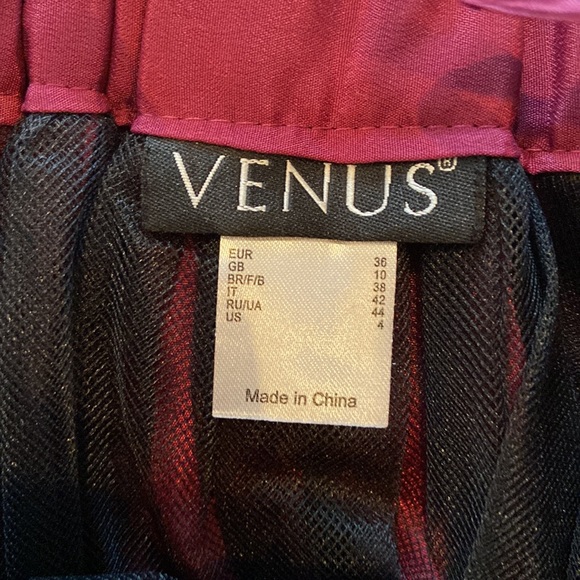 VENUS®
EUR 36
GB 10
BR/F/B 38
IT 42
RU/UA 44
US 4
Made in China